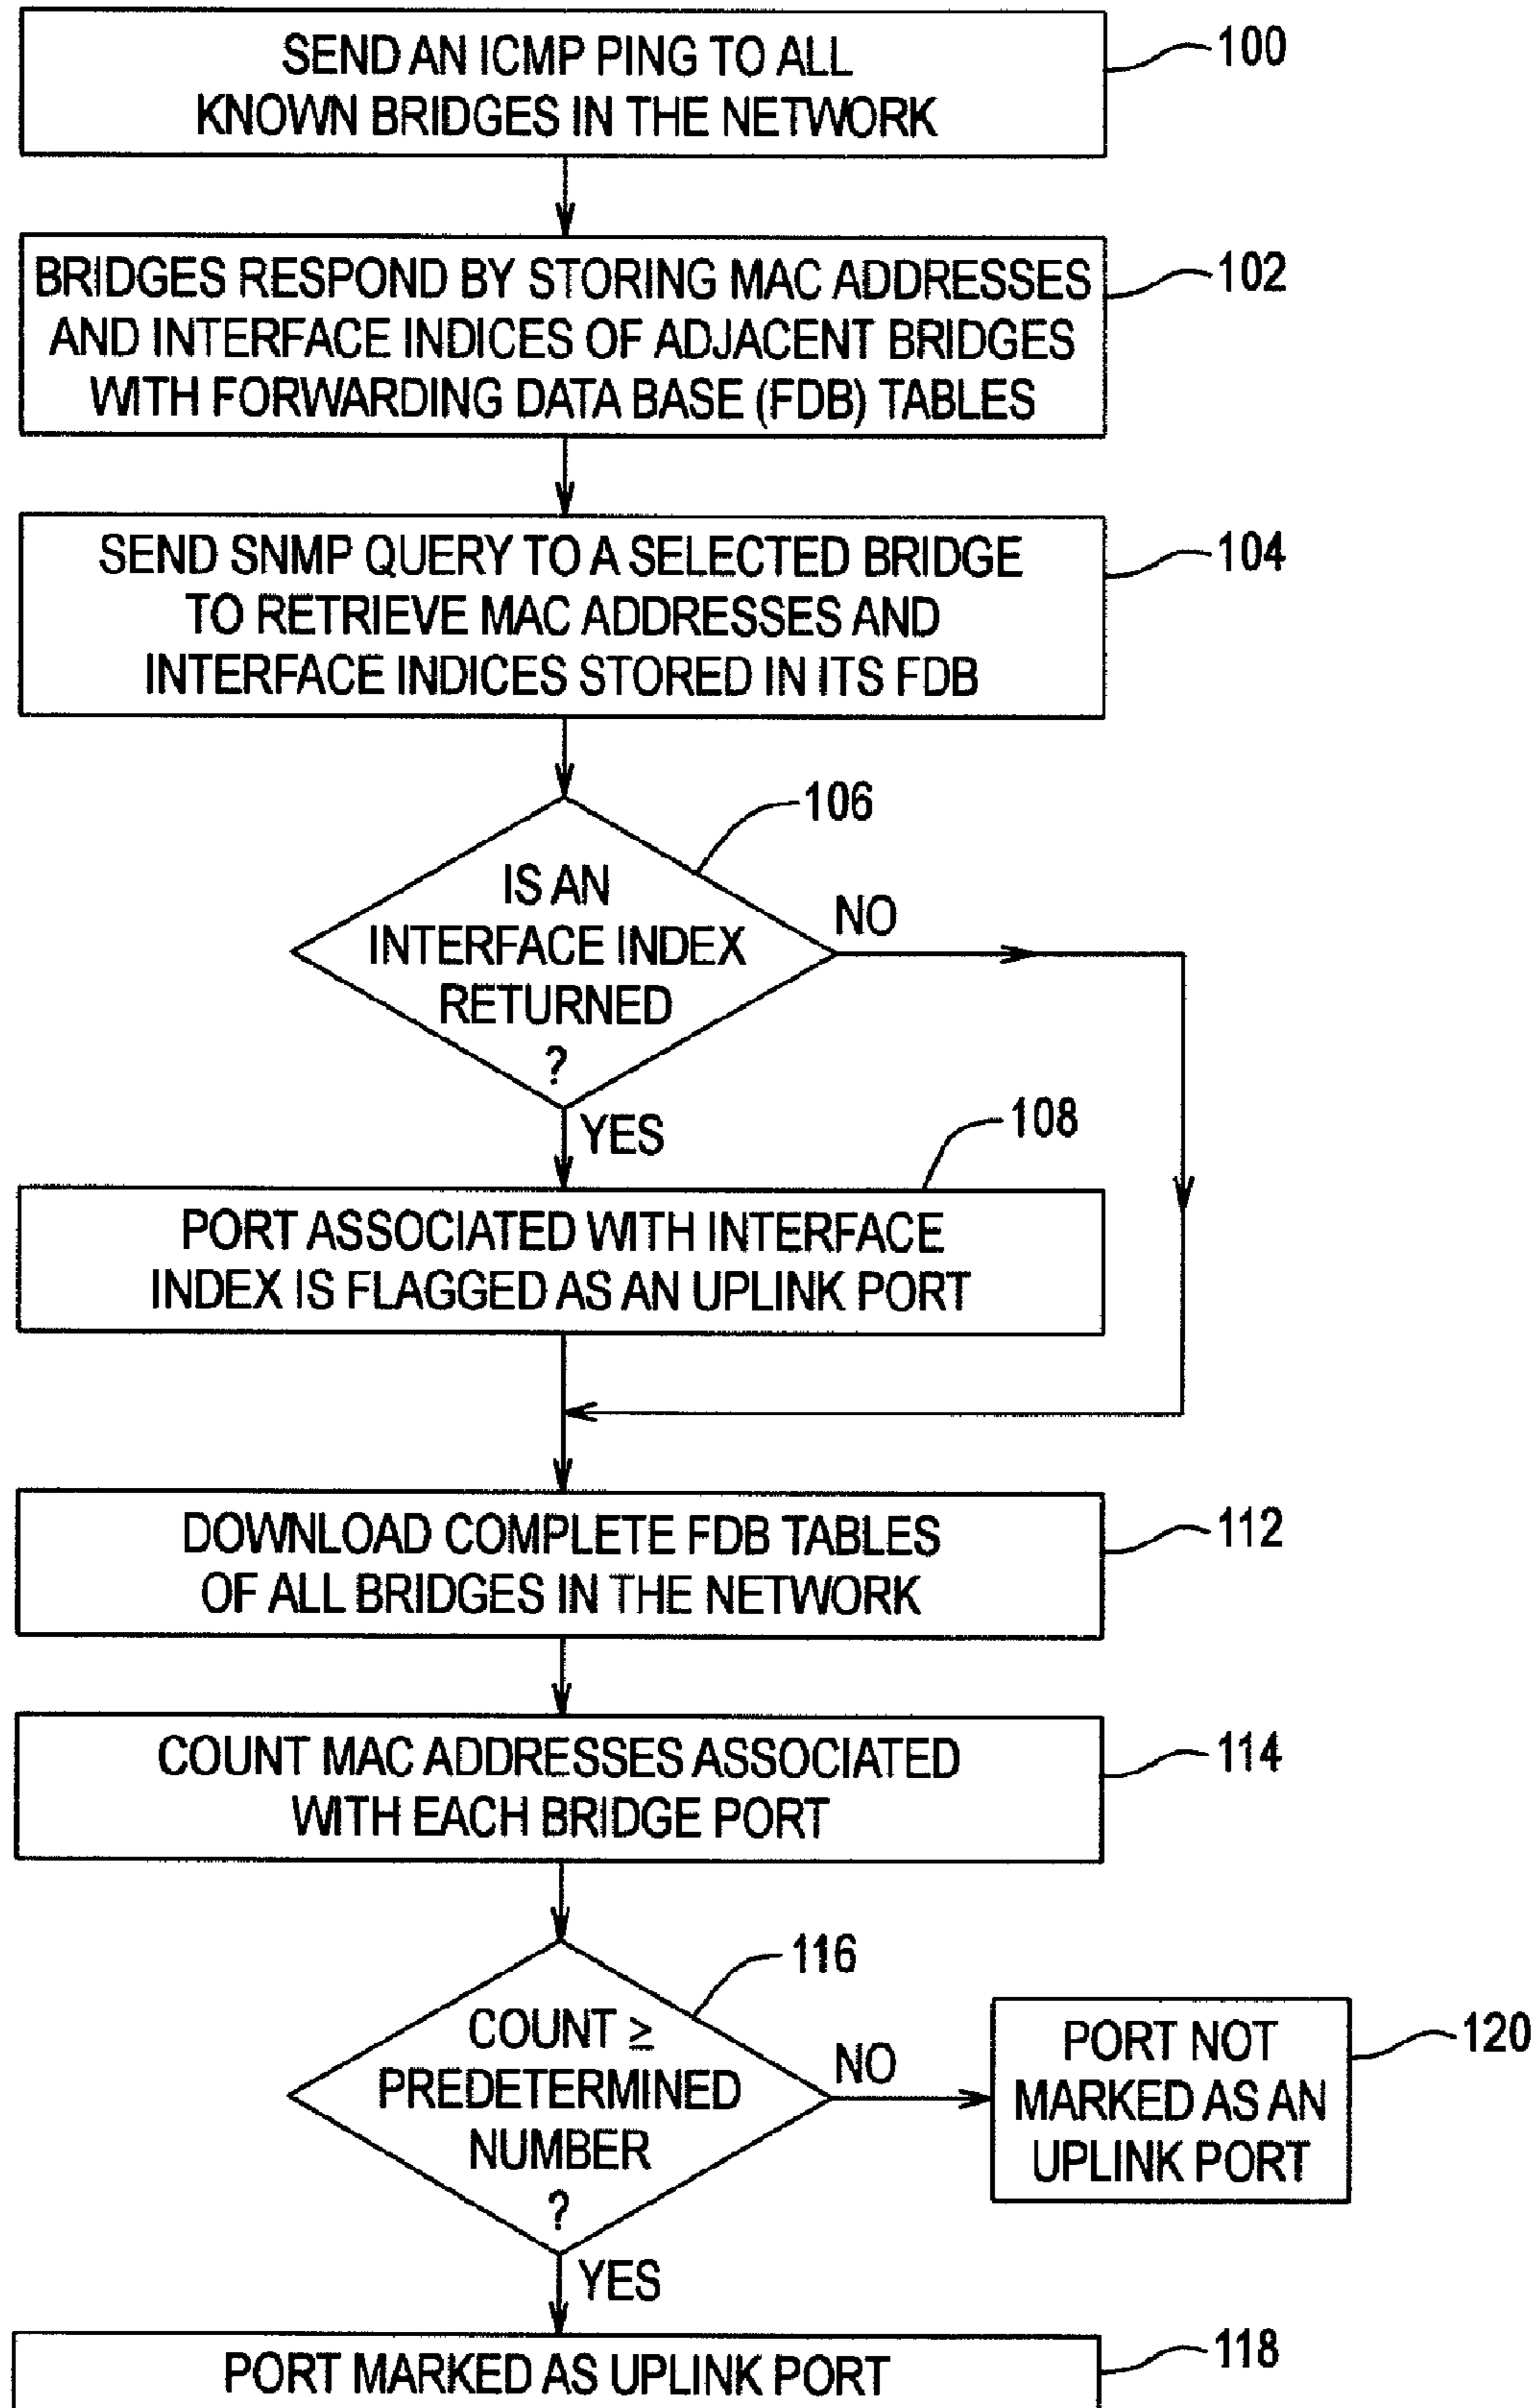 SEND AN ICMP PING TO ALL
KNOWN BRIDGES IN THE NETWORK
100
BRIDGES RESPOND BY STORING MAC ADDRESSES
AND INTERFACE INDICES OF ADJACENT BRIDGES
WITH FORWARDING DATA BASE (FDB) TABLES
102
SEND SNMP QUERY TO A SELECTED BRIDGE
TO RETRIEVE MAC ADDRESSES AND
INTERFACE INDICES STORED IN ITS FDB
104
106
IS AN
INTERFACE INDEX
RETURNED
?
NO
YES
108
PORT ASSOCIATED WITH INTERFACE
INDEX IS FLAGGED AS AN UPLINK PORT
DOWNLOAD COMPLETE FDB TABLES
OF ALL BRIDGES IN THE NETWORK
112
COUNT MAC ADDRESSES ASSOCIATED
WITH EACH BRIDGE PORT
114
116
COUNT ≥
PREDETERMINED
NUMBER
?
NO
PORT NOT
MARKED AS AN
UPLINK PORT
120
YES
PORT MARKED AS UPLINK PORT
118